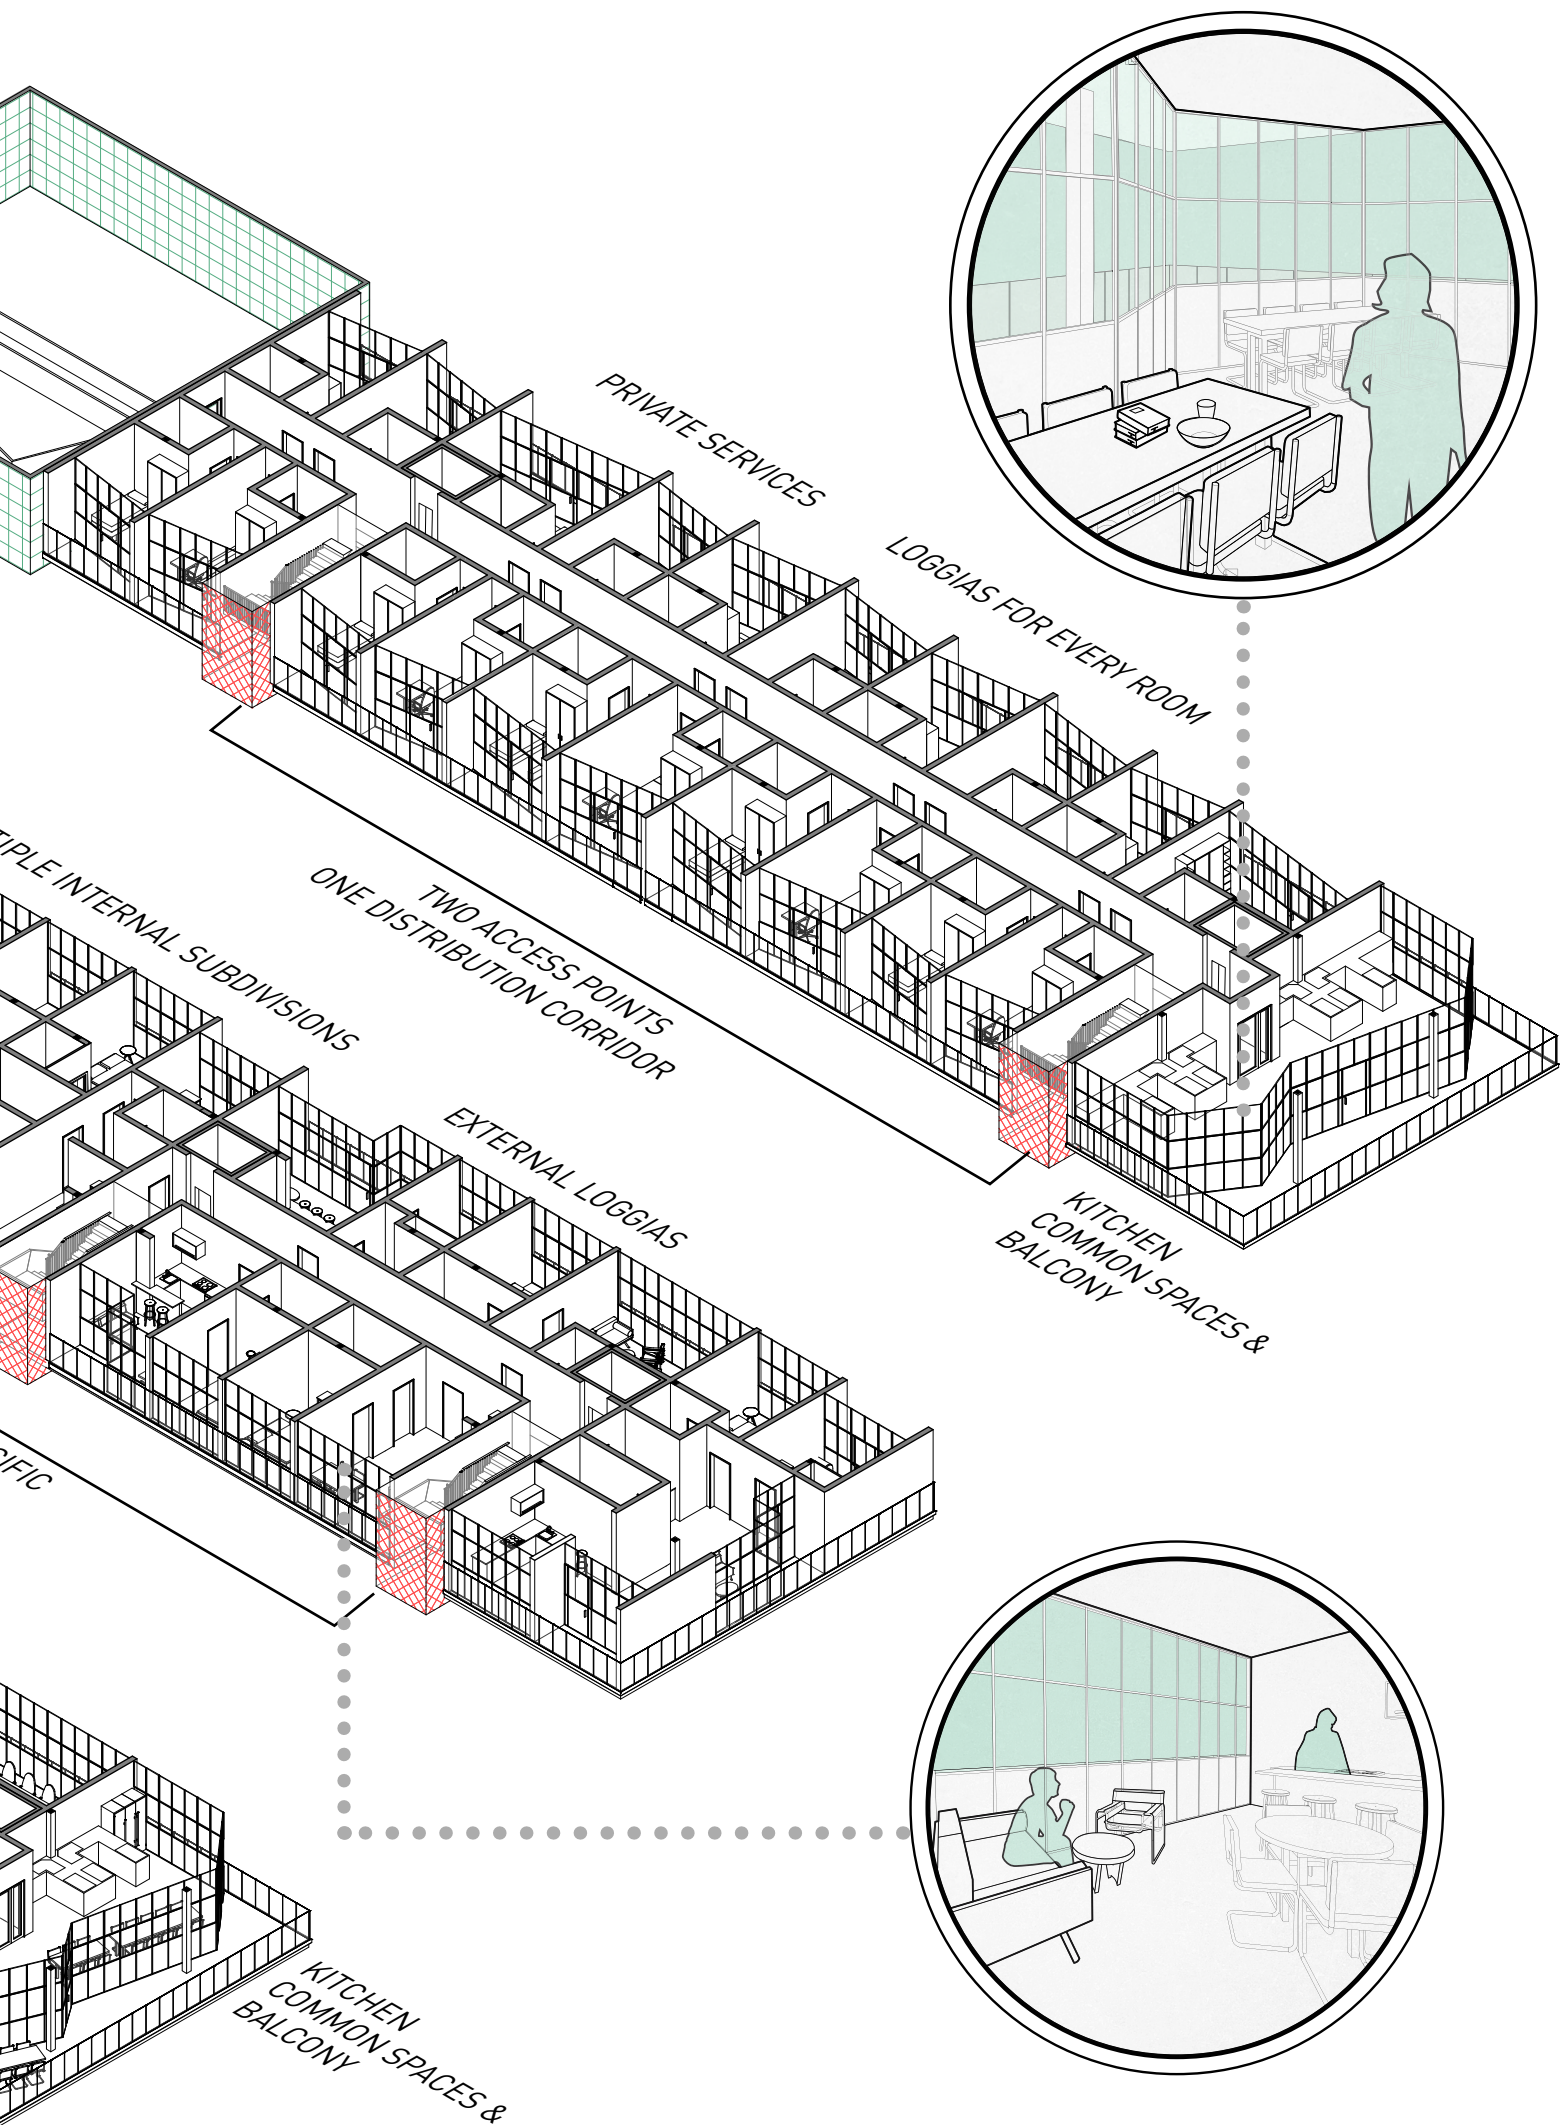 PRIVATE SERVICES
LOGGIAS FOR EVERY ROOM
TWO ACCESS POINTS
ONE DISTRIBUTION CORRIDOR
INTERNAL SUBDIVISIONS
EXTERNAL LOGGIAS
KITCHEN
COMMON SPACES &
BALCONY
KITCHEN
COMMON SPACES &
BALCONY